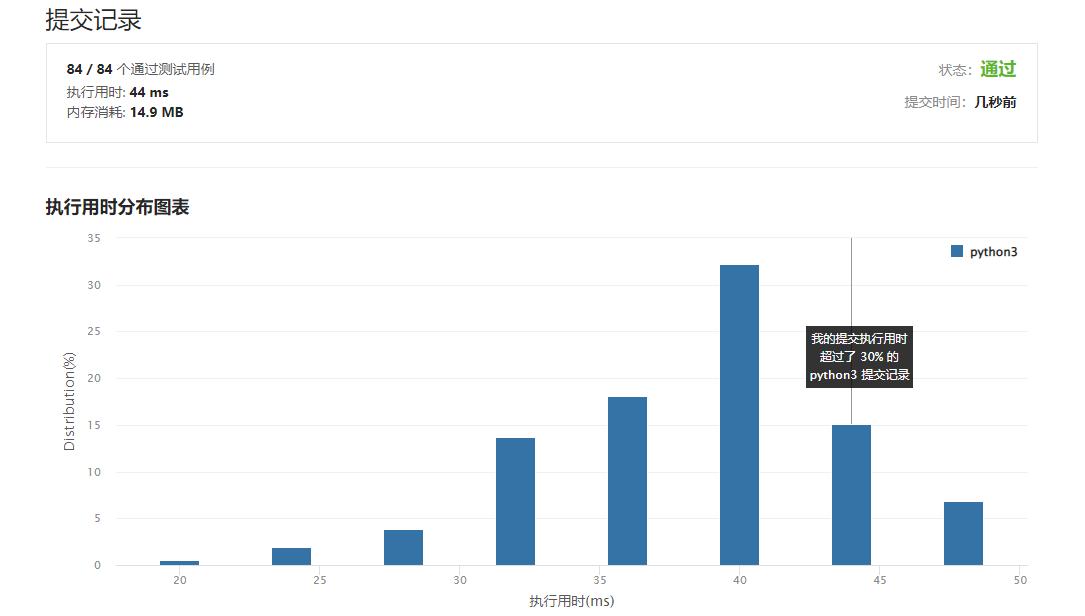 提交记录
84 / 84 个通过测试用例
状态：通过
执行用时: 44 ms
提交时间：几秒前
内存消耗: 14.9 MB
执行用时分布图表
35
30
25
20
15
10
5
0
Distribution(%)
python3
我的提交执行用时
超过了 30% 的
python3 提交记录
20
25
30
35
40
45
50
执行用时(ms)